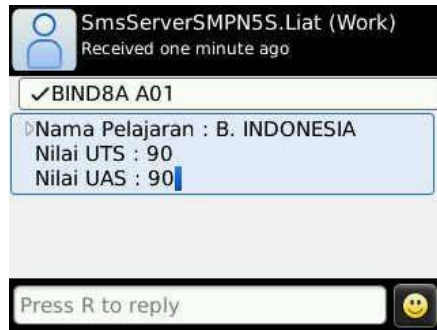 SmsServerSMPN5S.Liat (Work)
Received one minute ago
✓BIND8A A01
Nama Pelajaran : B. INDONESIA
Nilai UTS : 90
Nilai UAS : 90
Press R to reply